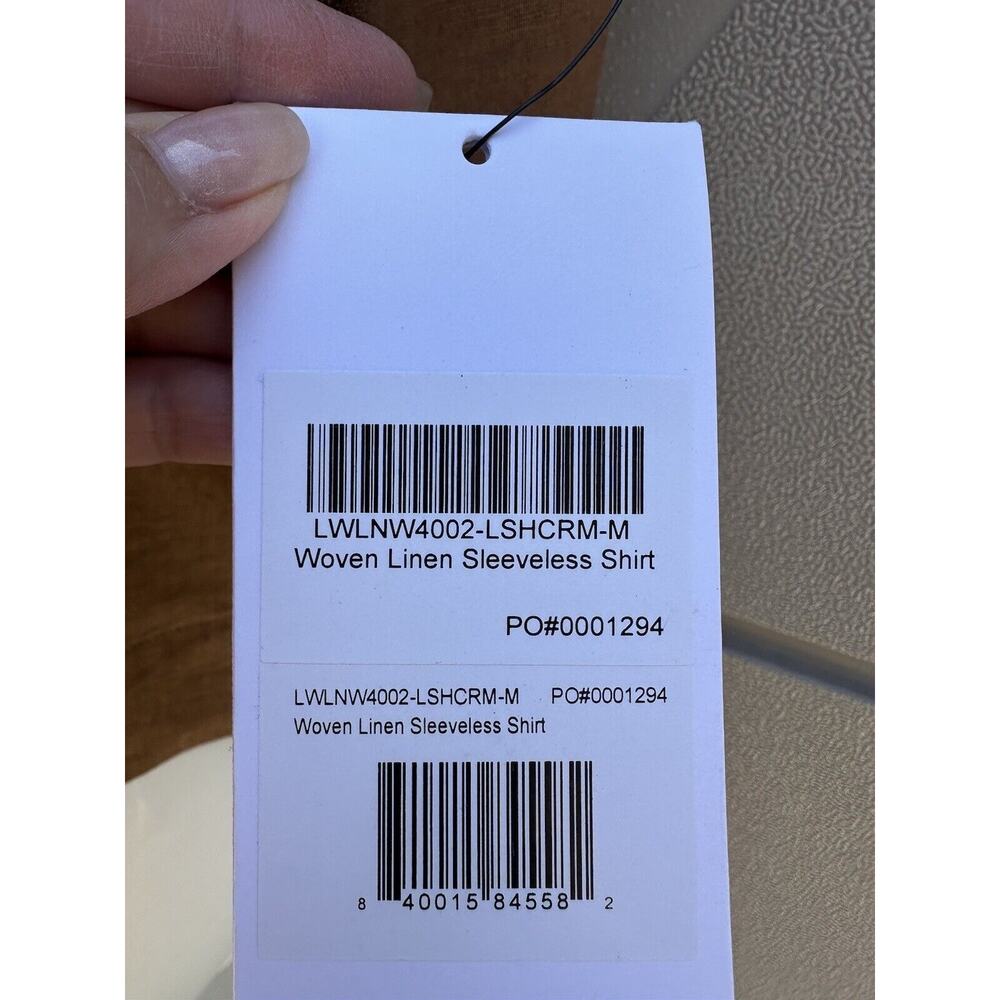 LWLNW4002-LSHCRM-M
Woven Linen Sleeveless Shirt
PO#0001294
LWLNW4002-LSHCRM-M PO#0001294
Woven Linen Sleeveless Shirt
8 40015 84558 2